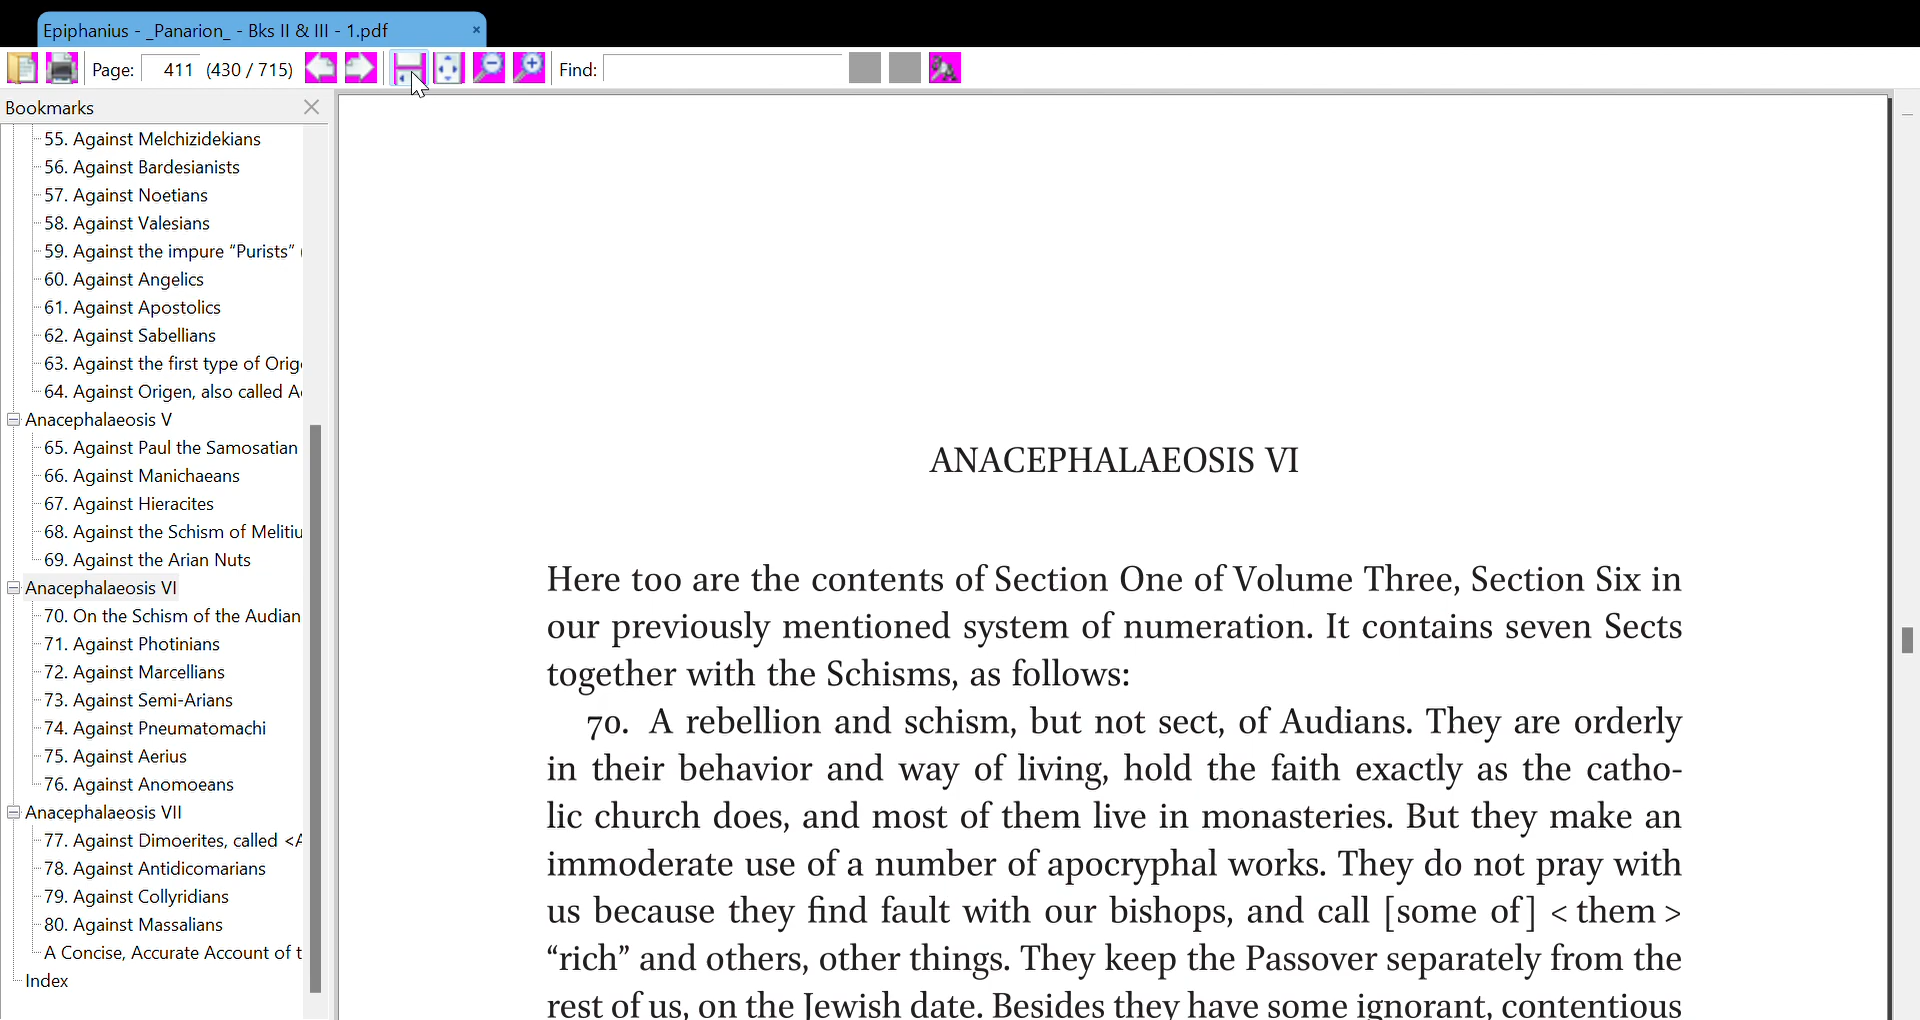 Epiphanius - _Panarion_ - Bks II & III - 1.pdf
Page: 411 (430 / 715) Find:
Bookmarks
55. Against Melchizidekians
56. Against Bardesianists
57. Against Noetians
58. Against Valesians
59. Against the impure “Purists” (
60. Against Angelics
61. Against Apostolics
62. Against Sabellians
63. Against the first type of Orig
64. Against Origen, also called A
Anacephalaeosis V
65. Against Paul the Samosatian
66. Against Manichaeans
67. Against Hieracites
68. Against the Schism of Melitiu
69. Against the Arian Nuts
Anacephalaeosis VI
70. On the Schism of the Audian
71. Against Photinians
72. Against Marcellians
73. Against Semi-Arians
74. Against Pneumatomachi
75. Against Aerius
76. Against Anomoeans
Anacephalaeosis VII
77. Against Dimoerites, called <A
78. Against Antidicomarians
79. Against Collyridians
80. Against Massalians
A Concise, Accurate Account of t
Index
ANACEPHALAEOSIS VI
Here too are the contents of Section One of Volume Three, Section Six in
our previously mentioned system of numeration. It contains seven Sects
together with the Schisms, as follows:
70. A rebellion and schism, but not sect, of Audians. They are orderly
in their behavior and way of living, hold the faith exactly as the catho-
lic church does, and most of them live in monasteries. But they make an
immoderate use of a number of apocryphal works. They do not pray with
us because they find fault with our bishops, and call [some of] < them >
“rich” and others, other things. They keep the Passover separately from the
rest of us, on the Jewish date. Besides they have some ignorant, contentious